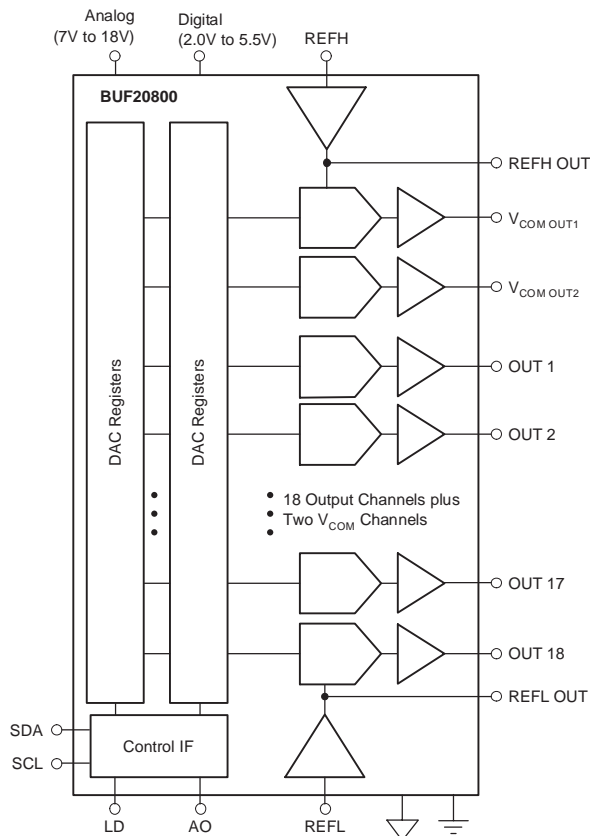 Analog
(7V to 18V)
Digital
(2.0V to 5.5V)
REFH
BUF20800
REFH OUT
VCOM OUT1
VCOM OUT2
DAC Registers
DAC Registers
OUT 1
OUT 2
18 Output Channels plus
Two VCOM Channels
OUT 17
OUT 18
REFL OUT
SDA
SCL
Control IF
LD
AO
REFL